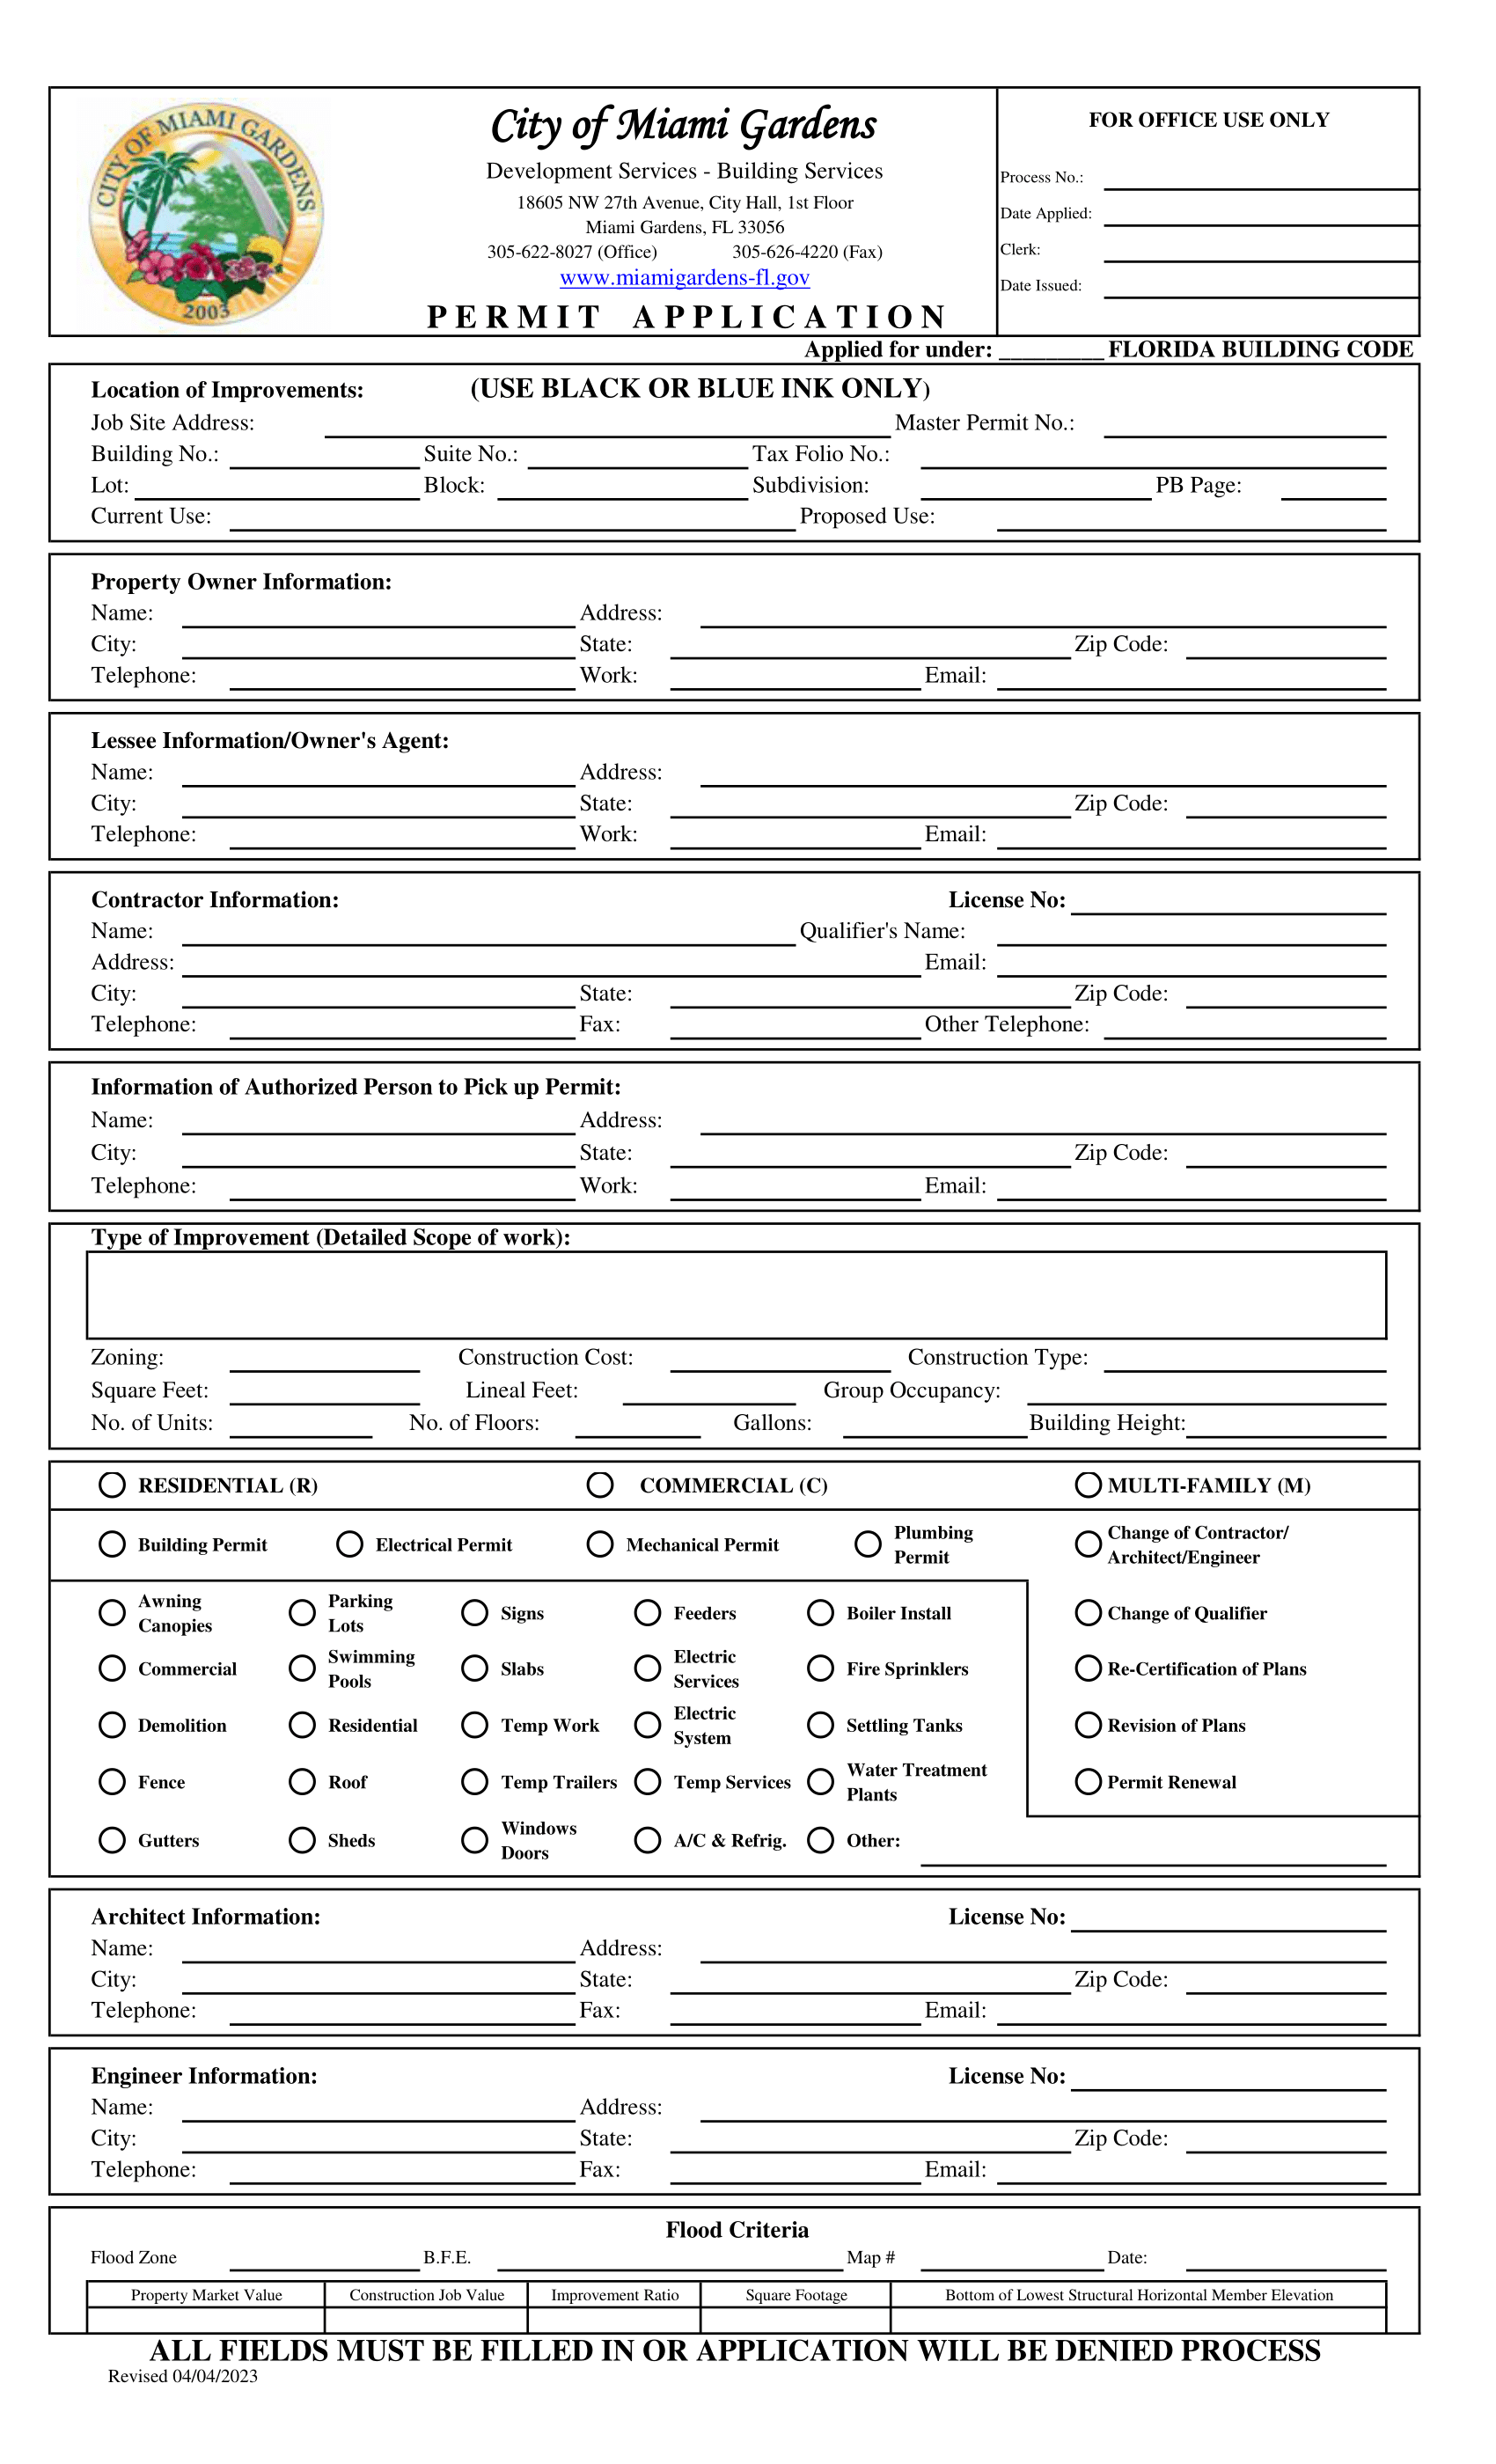 CITY OF MIAMI GARDENS
2003
City of Miami Gardens
Development Services - Building Services
18605 NW 27th Avenue, City Hall, 1st Floor
Miami Gardens, FL 33056
305-622-8027 (Office) 305-626-4220 (Fax)
www.miamigardens-fl.gov
PERMIT APPLICATION
FOR OFFICE USE ONLY
Process No.:
Date Applied:
Clerk:
Date Issued:
Applied for under: _________ FLORIDA BUILDING CODE
Location of Improvements: (USE BLACK OR BLUE INK ONLY)
Job Site Address: Master Permit No.:
Building No.: Suite No.: Tax Folio No.:
Lot: Block: Subdivision: PB Page:
Current Use: Proposed Use:
Property Owner Information:
Name: Address:
City: State: Zip Code:
Telephone: Work: Email:
Lessee Information/Owner's Agent:
Name: Address:
City: State: Zip Code:
Telephone: Work: Email:
Contractor Information: License No:
Name: Qualifier's Name:
Address: Email:
City: State: Zip Code:
Telephone: Fax: Other Telephone:
Information of Authorized Person to Pick up Permit:
Name: Address:
City: State: Zip Code:
Telephone: Work: Email:
Type of Improvement (Detailed Scope of work):
Zoning: Construction Cost: Construction Type:
Square Feet: Lineal Feet: Group Occupancy:
No. of Units: No. of Floors: Gallons: Building Height:
RESIDENTIAL (R) COMMERCIAL (C) MULTI-FAMILY (M)
Building Permit Electrical Permit Mechanical Permit Plumbing Permit Change of Contractor/ Architect/Engineer
Awning Canopies Parking Lots Signs Feeders Boiler Install Change of Qualifier
Commercial Swimming Pools Slabs Electric Services Fire Sprinklers Re-Certification of Plans
Demolition Residential Temp Work Electric System Settling Tanks Revision of Plans
Fence Roof Temp Trailers Temp Services Water Treatment Plants Permit Renewal
Gutters Sheds Windows Doors A/C & Refrig. Other:
Architect Information: License No:
Name: Address:
City: State: Zip Code:
Telephone: Fax: Email:
Engineer Information: License No:
Name: Address:
City: State: Zip Code:
Telephone: Fax: Email:
Flood Criteria
Flood Zone B.F.E. Map # Date:
Property Market Value Construction Job Value Improvement Ratio Square Footage Bottom of Lowest Structural Horizontal Member Elevation
ALL FIELDS MUST BE FILLED IN OR APPLICATION WILL BE DENIED PROCESS
Revised 04/04/2023